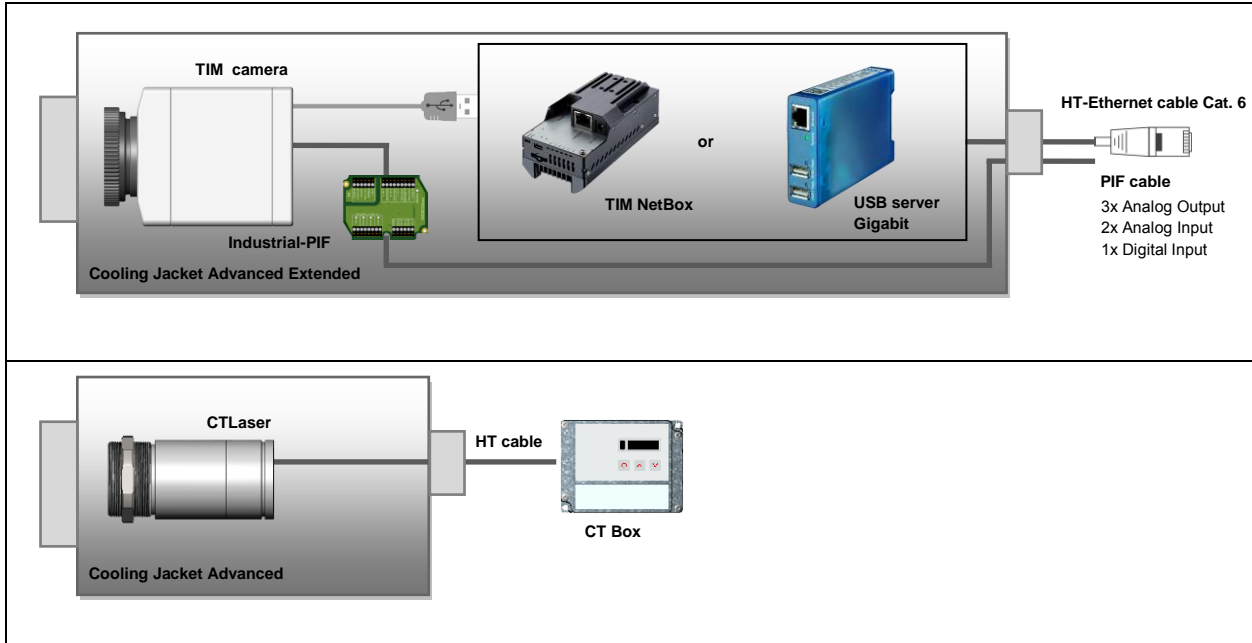 TIM camera
HT-Ethernet cable Cat. 6
or
PIF cable
TIM NetBox
USB server
Gigabit
3x Analog Output
2x Analog Input
1x Digital Input
Industrial-PIF
Cooling Jacket Advanced Extended
CTLaser
HT cable
CT Box
Cooling Jacket Advanced